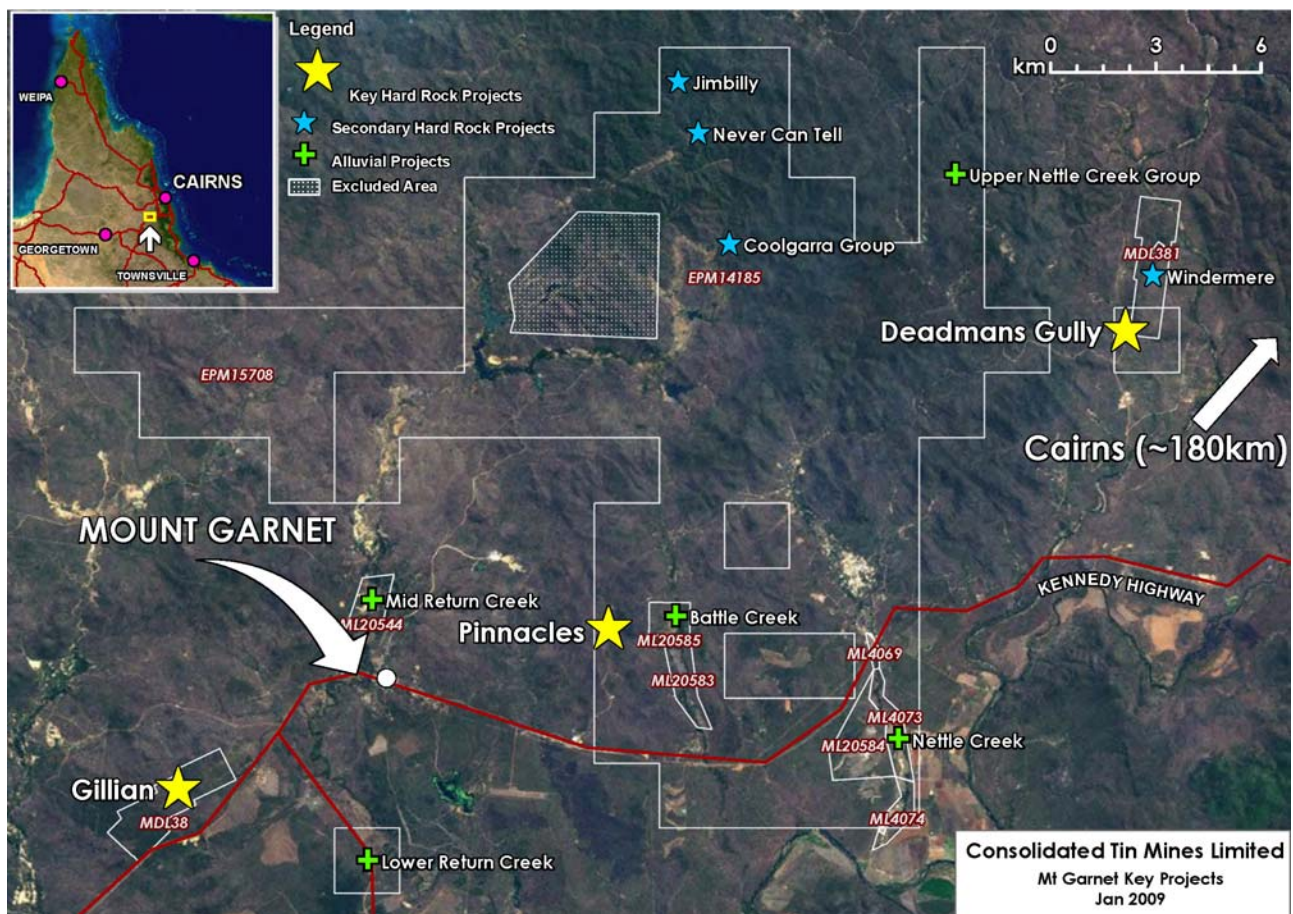 WEIPA
CAIRNS
GEORGETOWN
TOWNSVILLE
Legend
Key Hard Rock Projects
Secondary Hard Rock Projects
Alluvial Projects
Excluded Area
0 3 6
km
Jimbilly
Never Can Tell
Upper Nettle Creek Group
Coolgarra Group
EPM14185
MDL381
Windermere
Deadmans Gully
EPM15708
Cairns (~180km)
MOUNT GARNET
KENNEDY HIGHWAY
Mid Return Creek
ML20544
Pinnacles
Battle Creek
ML20585
ML4069
ML20583
ML4073
Nettle Creek
ML20584
Gillian
MDL38
ML4074
Lower Return Creek
Consolidated Tin Mines Limited
Mt Garnet Key Projects
Jan 2009